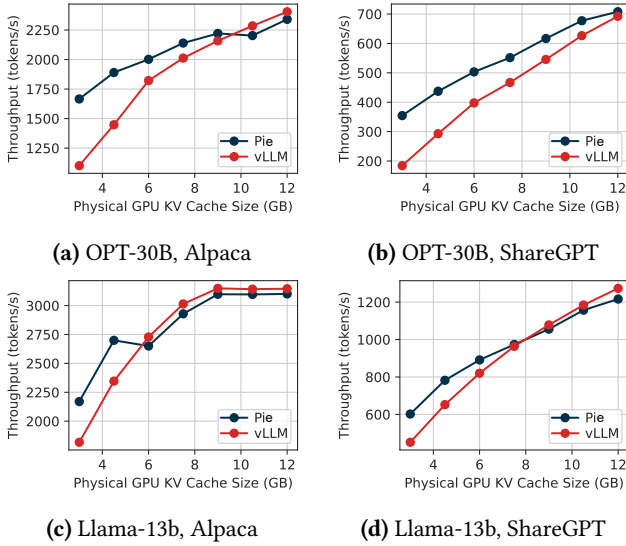 Throughput (tokens/s)
2250
2000
1750
1500
1250
Pie
vLLM
4 6 8 10 12
Physical GPU KV Cache Size (GB)
(a) OPT-30B, Alpaca
Throughput (tokens/s)
700
600
500
400
300
200
Pie
vLLM
4 6 8 10 12
Physical GPU KV Cache Size (GB)
(b) OPT-30B, ShareGPT
Throughput (tokens/s)
3000
2750
2500
2250
2000
Pie
vLLM
4 6 8 10 12
Physical GPU KV Cache Size (GB)
(c) Llama-13b, Alpaca
Throughput (tokens/s)
1200
1000
800
600
Pie
vLLM
4 6 8 10 12
Physical GPU KV Cache Size (GB)
(d) Llama-13b, ShareGPT